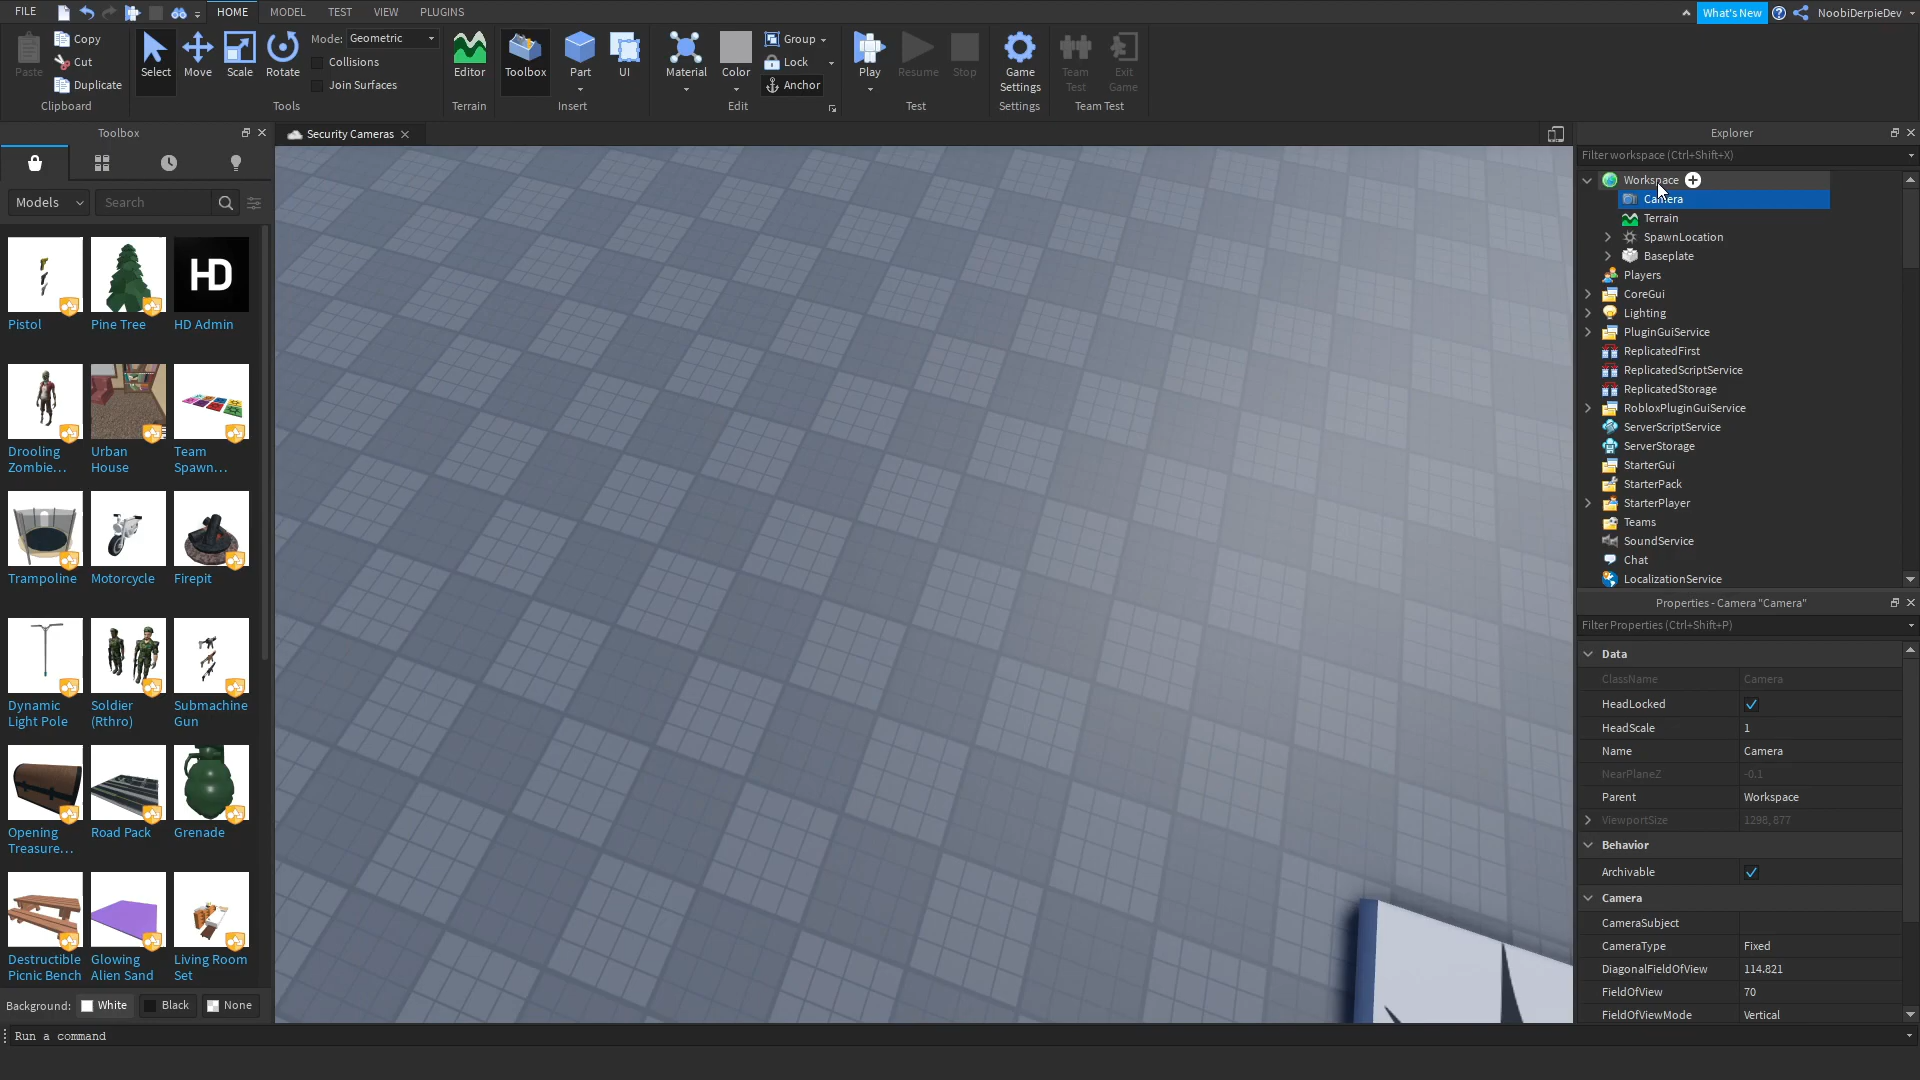 FILE
HOME
MODEL
TEST
VIEW
PLUGINS
What's New
NoobiDerpieDev
Paste
Copy
Cut
Duplicate
Clipboard
Select
Move
Scale
Rotate
Mode: Geometric
Collisions
Join Surfaces
Tools
Editor
Terrain
Toolbox
Part
UI
Insert
Material
Color
Group
Lock
Anchor
Edit
Play
Resume
Stop
Test
Game
Settings
Settings
Team
Test
Exit
Game
Team Test
Toolbox
Models
Search
Pistol
Pine Tree
HD
HD Admin
Drooling
Zombie...
Urban
House
Team
Spawn...
Trampoline
Motorcycle
Firepit
Dynamic
Light Pole
Soldier
(Rthro)
Submachine
Gun
Opening
Treasure...
Road Pack
Grenade
Destructible
Picnic Bench
Glowing
Alien Sand
Living Room
Set
Background:
White
Black
None
Run a command
Security Cameras
Explorer
Filter workspace (Ctrl+Shift+X)
Workspace
Camera
Terrain
SpawnLocation
Baseplate
Players
CoreGui
Lighting
PluginGuiService
ReplicatedFirst
ReplicatedScriptService
ReplicatedStorage
RobloxPluginGuiService
ServerScriptService
ServerStorage
StarterGui
StarterPack
StarterPlayer
Teams
SoundService
Chat
LocalizationService
Properties - Camera "Camera"
Filter Properties (Ctrl+Shift+P)
Data
ClassName Camera
HeadLocked
HeadScale 1
Name Camera
NearPlaneZ -0.1
Parent Workspace
ViewportSize 1298, 877
Behavior
Archivable
Camera
CameraSubject
CameraType Fixed
DiagonalFieldOfView 114.821
FieldOfView 70
FieldOfViewMode Vertical